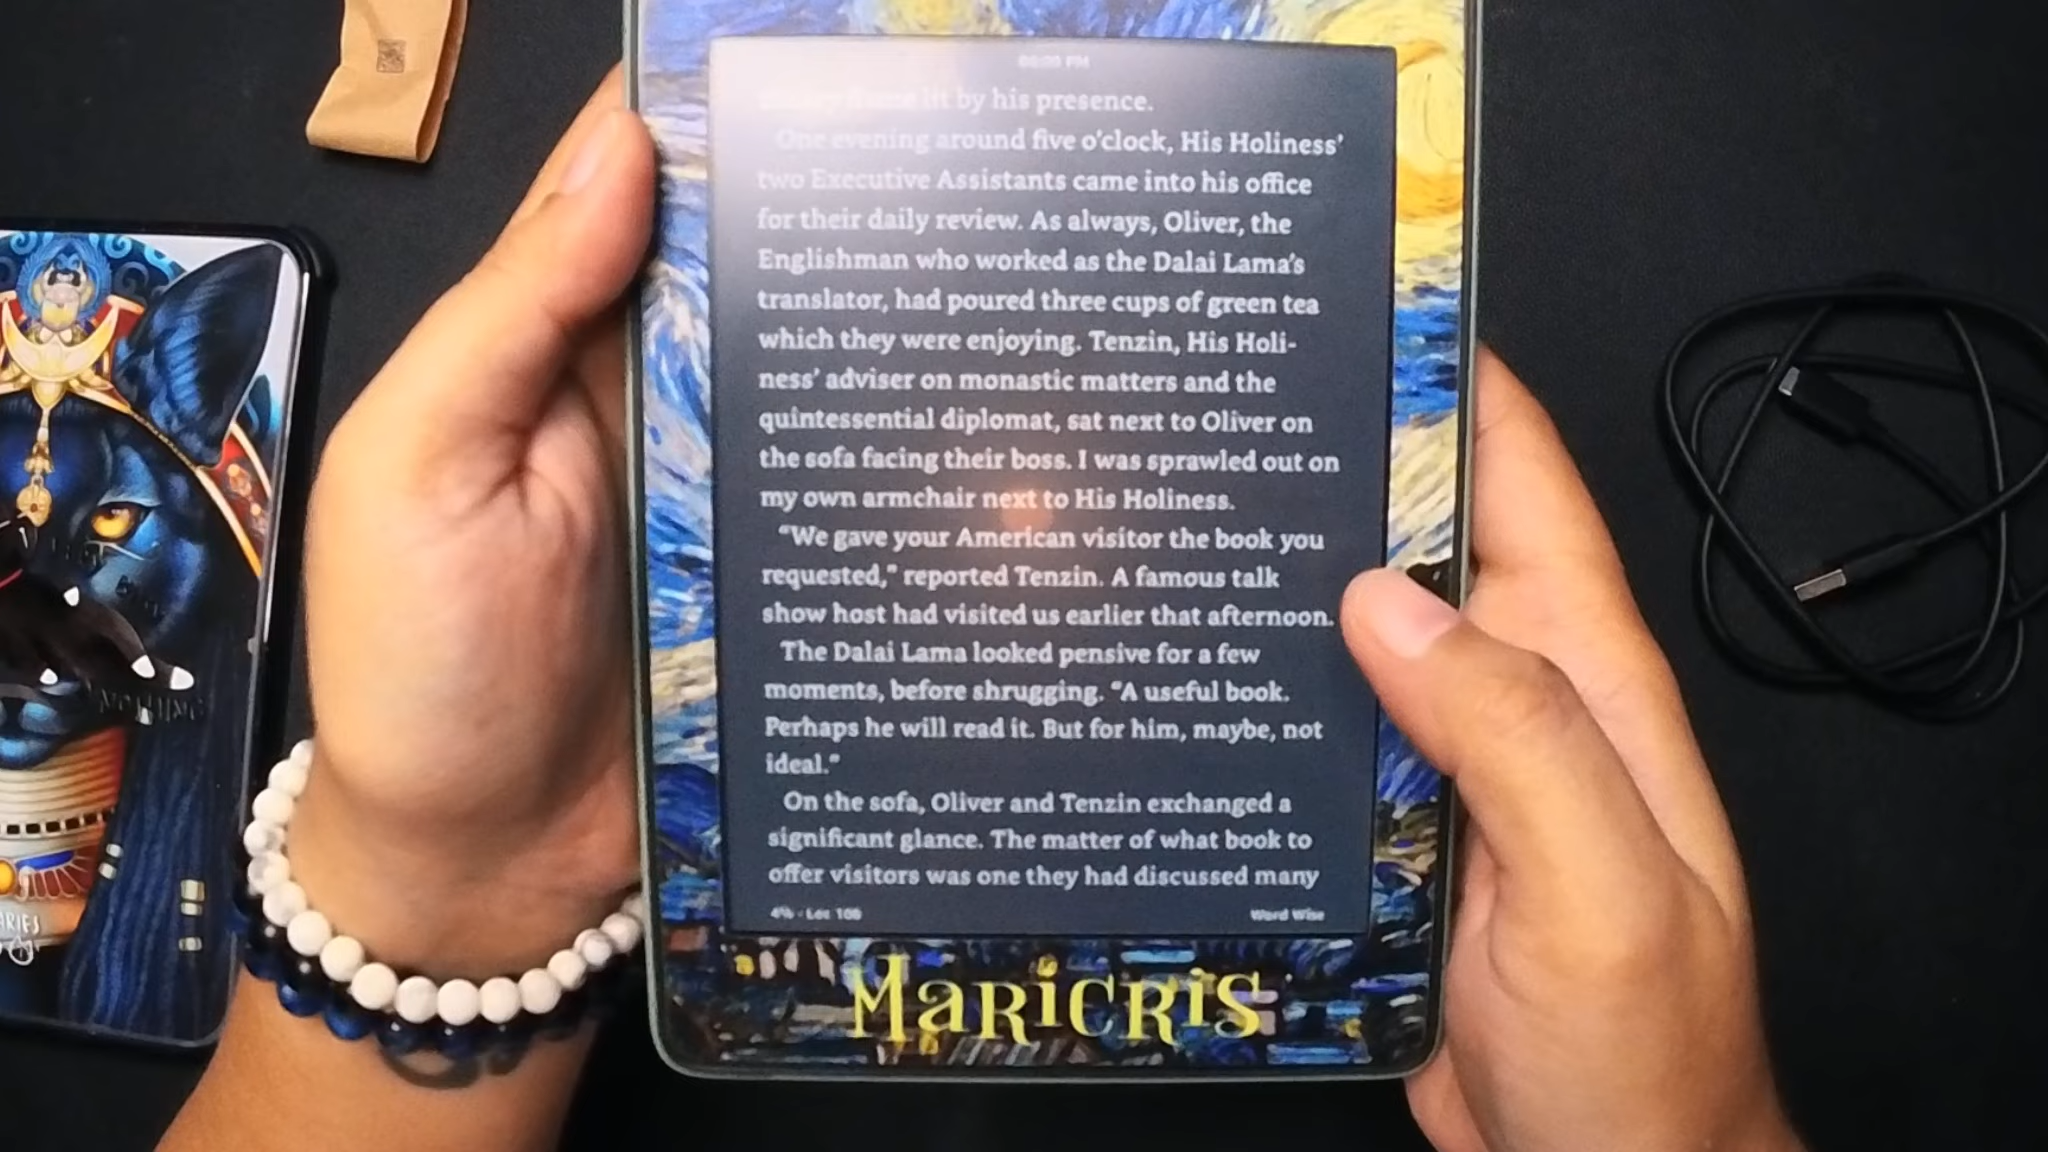 lit by his presence.
One evening around five o'clock, His Holiness'
two Executive Assistants came into his office
for their daily review. As always, Oliver, the
Englishman who worked as the Dalai Lama's
translator, had poured three cups of green tea
which they were enjoying. Tenzin, His Holi-
ness' adviser on monastic matters and the
quintessential diplomat, sat next to Oliver on
the sofa facing their boss. I was sprawled out on
my own armchair next to His Holiness.
"We gave your American visitor the book you
requested," reported Tenzin. A famous talk
show host had visited us earlier that afternoon.
The Dalai Lama looked pensive for a few
moments, before shrugging. "A useful book.
Perhaps he will read it. But for him, maybe, not
ideal."
On the sofa, Oliver and Tenzin exchanged a
significant glance. The matter of what book to
offer visitors was one they had discussed many
4% - Loc 106
Word Wise
MaRiCRiS
NOTHING
ARIES